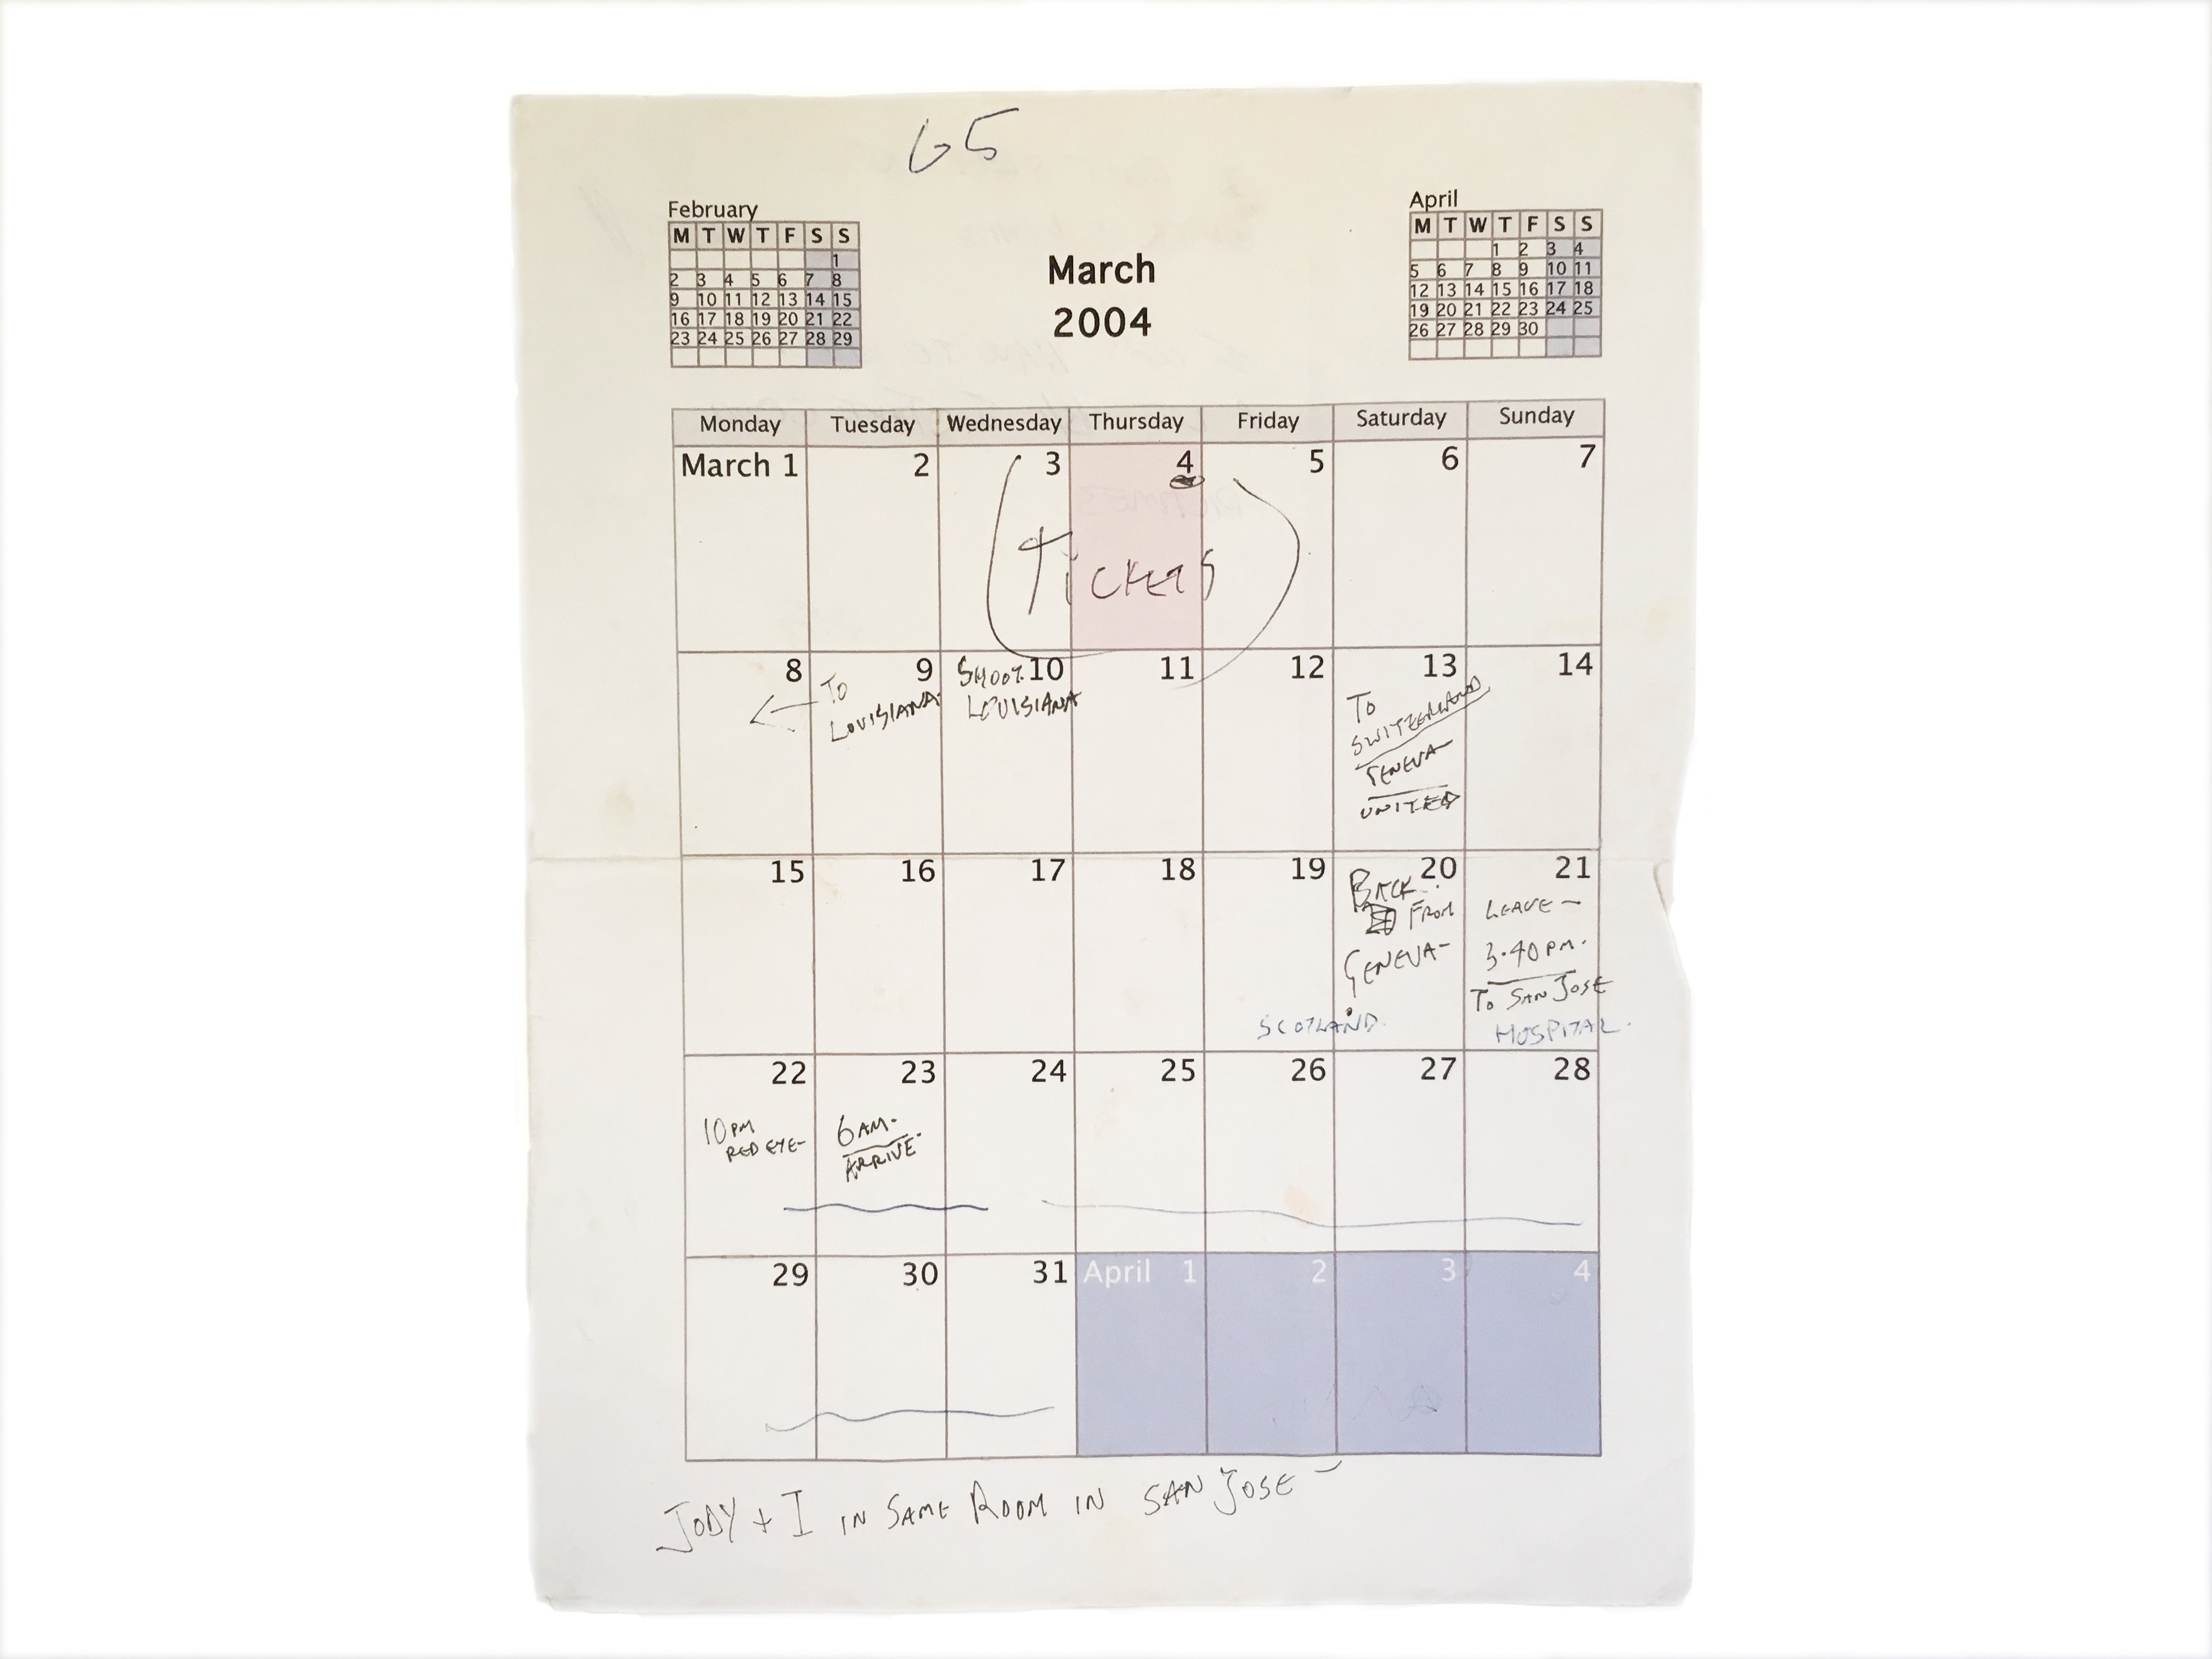 G5
February
M T W T F S S
1
2 3 4 5 6 7 8
9 10 11 12 13 14 15
16 17 18 19 20 21 22
23 24 25 26 27 28 29
March
2004
April
M T W T F S S
1 2 3 4
5 6 7 8 9 10 11
12 13 14 15 16 17 18
19 20 21 22 23 24 25
26 27 28 29 30
Monday Tuesday Wednesday Thursday Friday Saturday Sunday
March 1 2 3 4 5 6 7
Tickets
8 9 10 11 12 13 14
To
LOUISIANA
SHOOT
LOUISIANA
To
SWITZERLAND
GENEVA-
UNITED
15 16 17 18 19 20 21
BACK
FROM
GENEVA-
SCOTLAND.
LEAVE -
3.40 PM.
To SAN JOSE
HOSPITAL.
22 23 24 25 26 27 28
10 PM
RED EYE-
6 AM-
ARRIVE.
29 30 31 April 1 2 3 4
JODY + I IN SAME ROOM IN SAN JOSE -